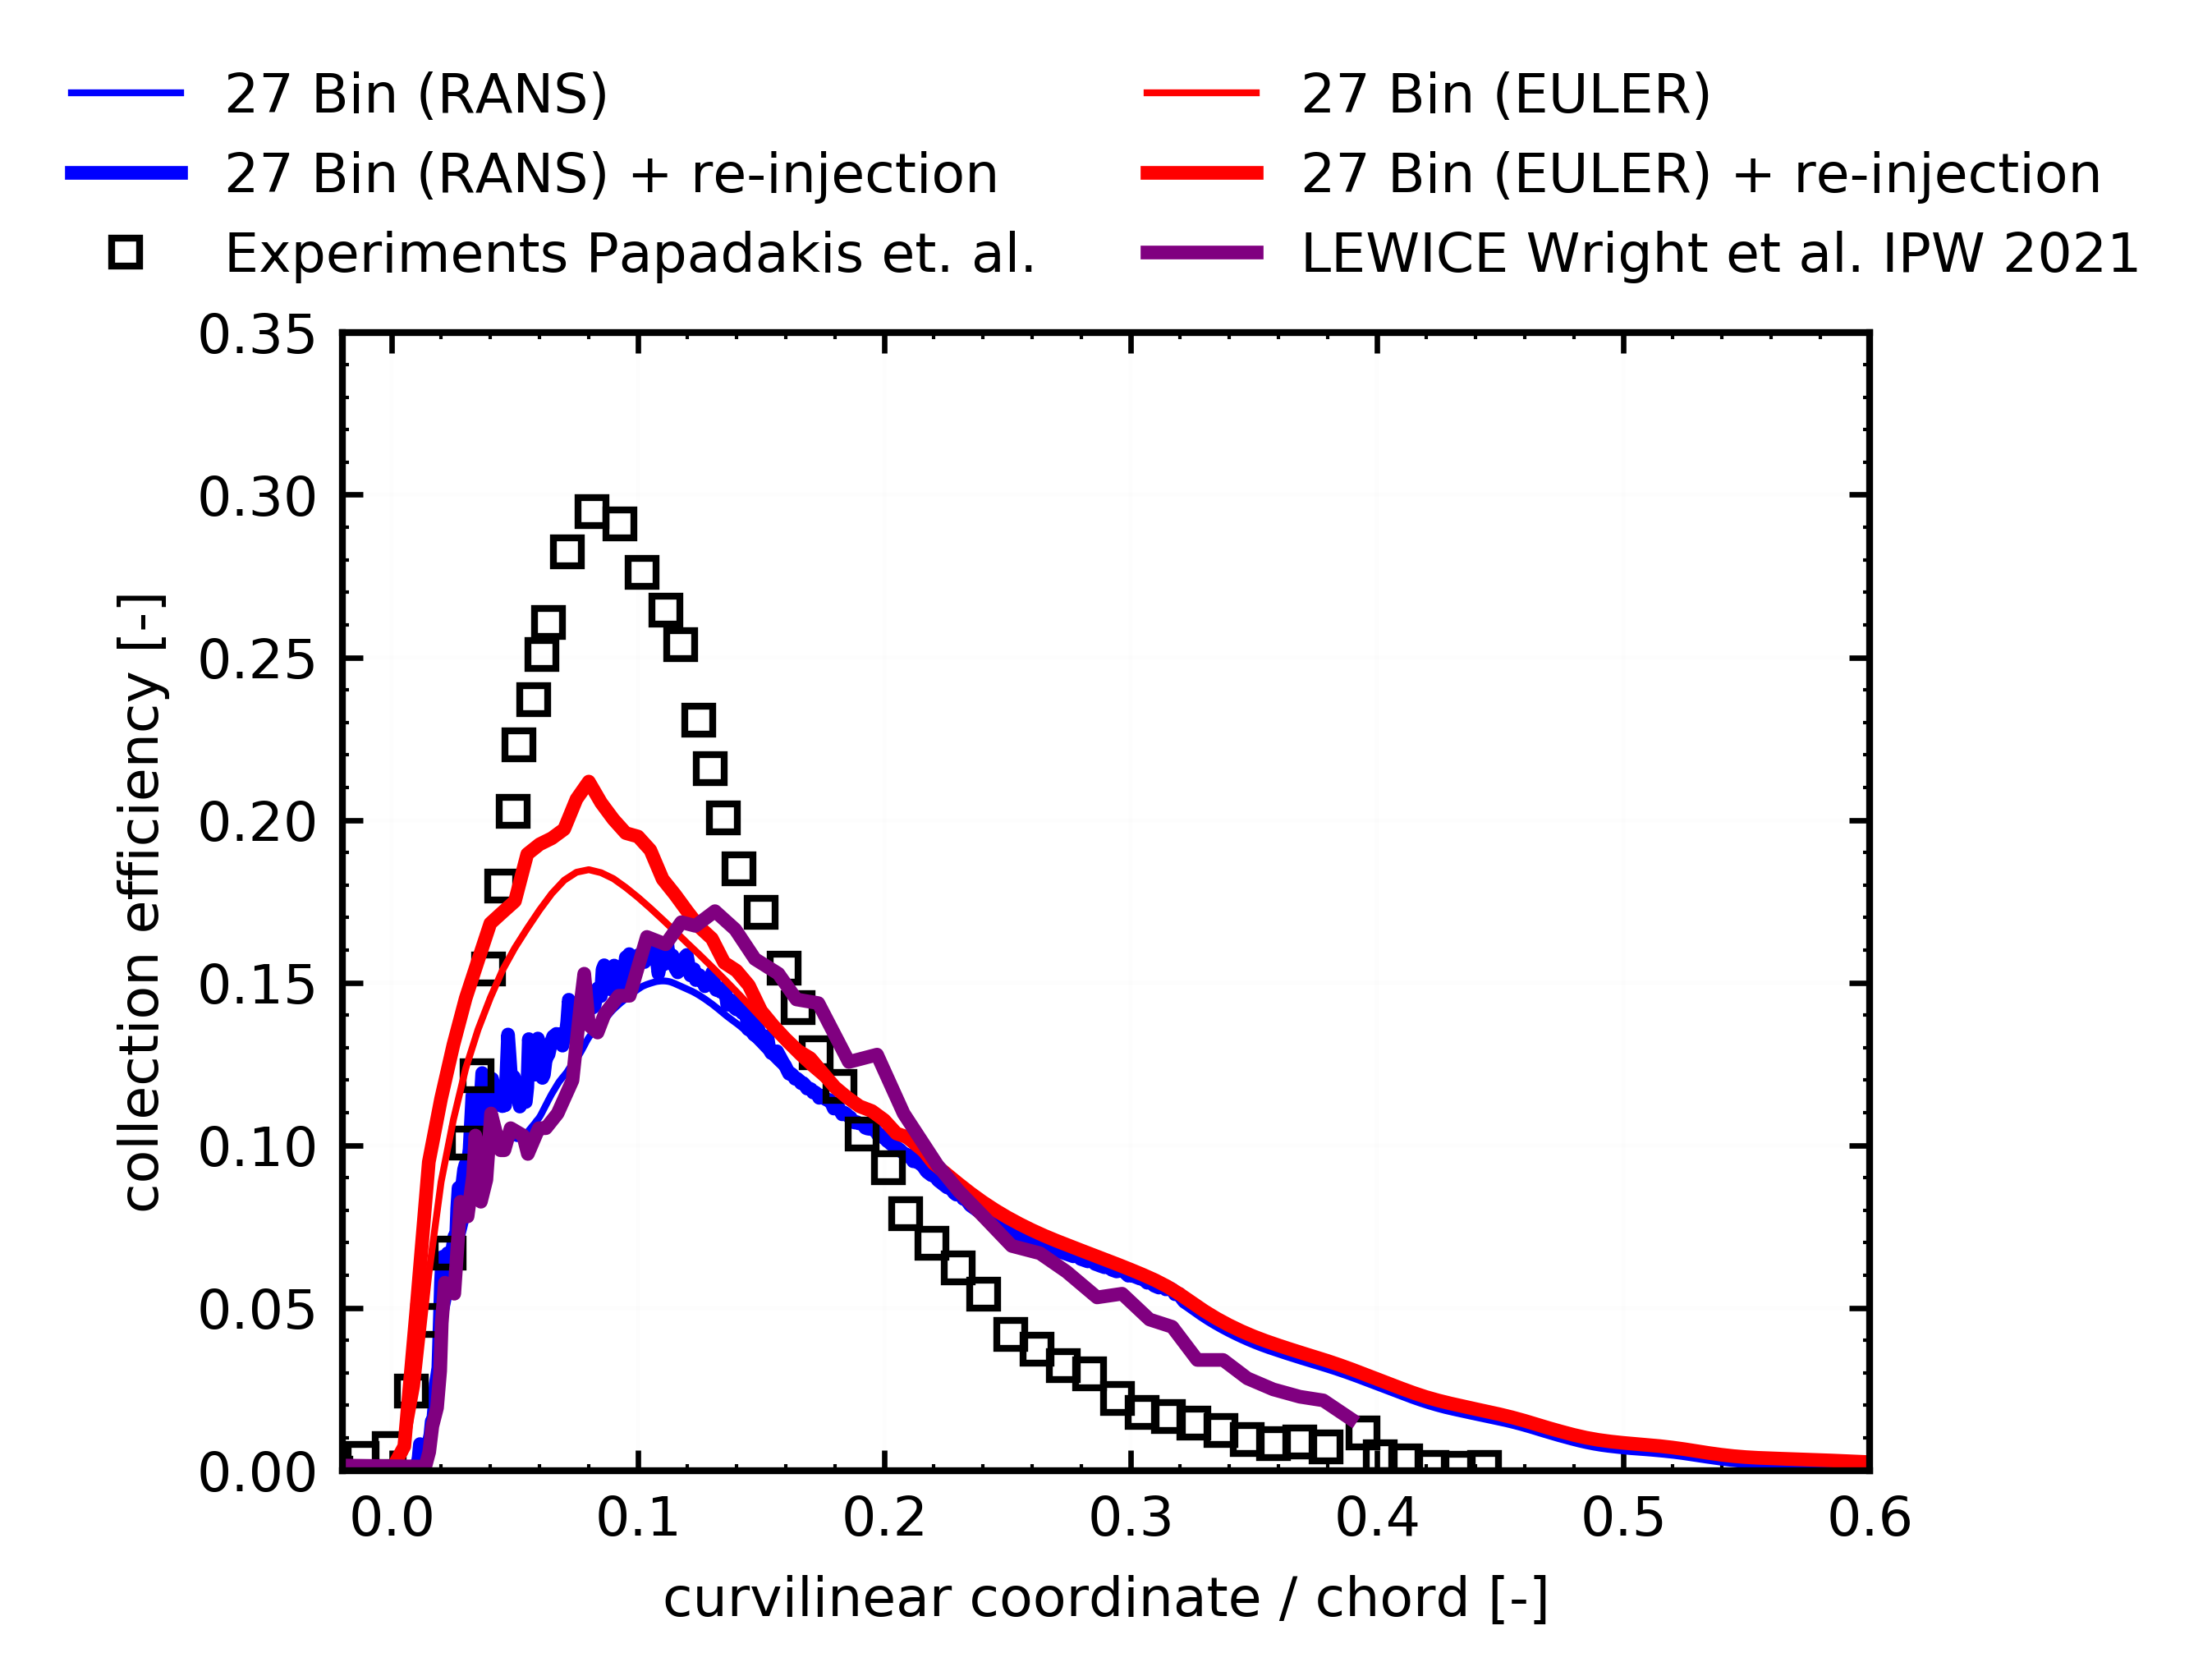 27 Bin (RANS)
27 Bin (RANS) + re-injection
Experiments Papadakis et. al.
27 Bin (EULER)
27 Bin (EULER) + re-injection
LEWICE Wright et al. IPW 2021
0.35
0.30
0.25
0.20
0.15
0.10
0.05
0.00
collection efficiency [-]
0.0 0.1 0.2 0.3 0.4 0.5 0.6
curvilinear coordinate / chord [-]